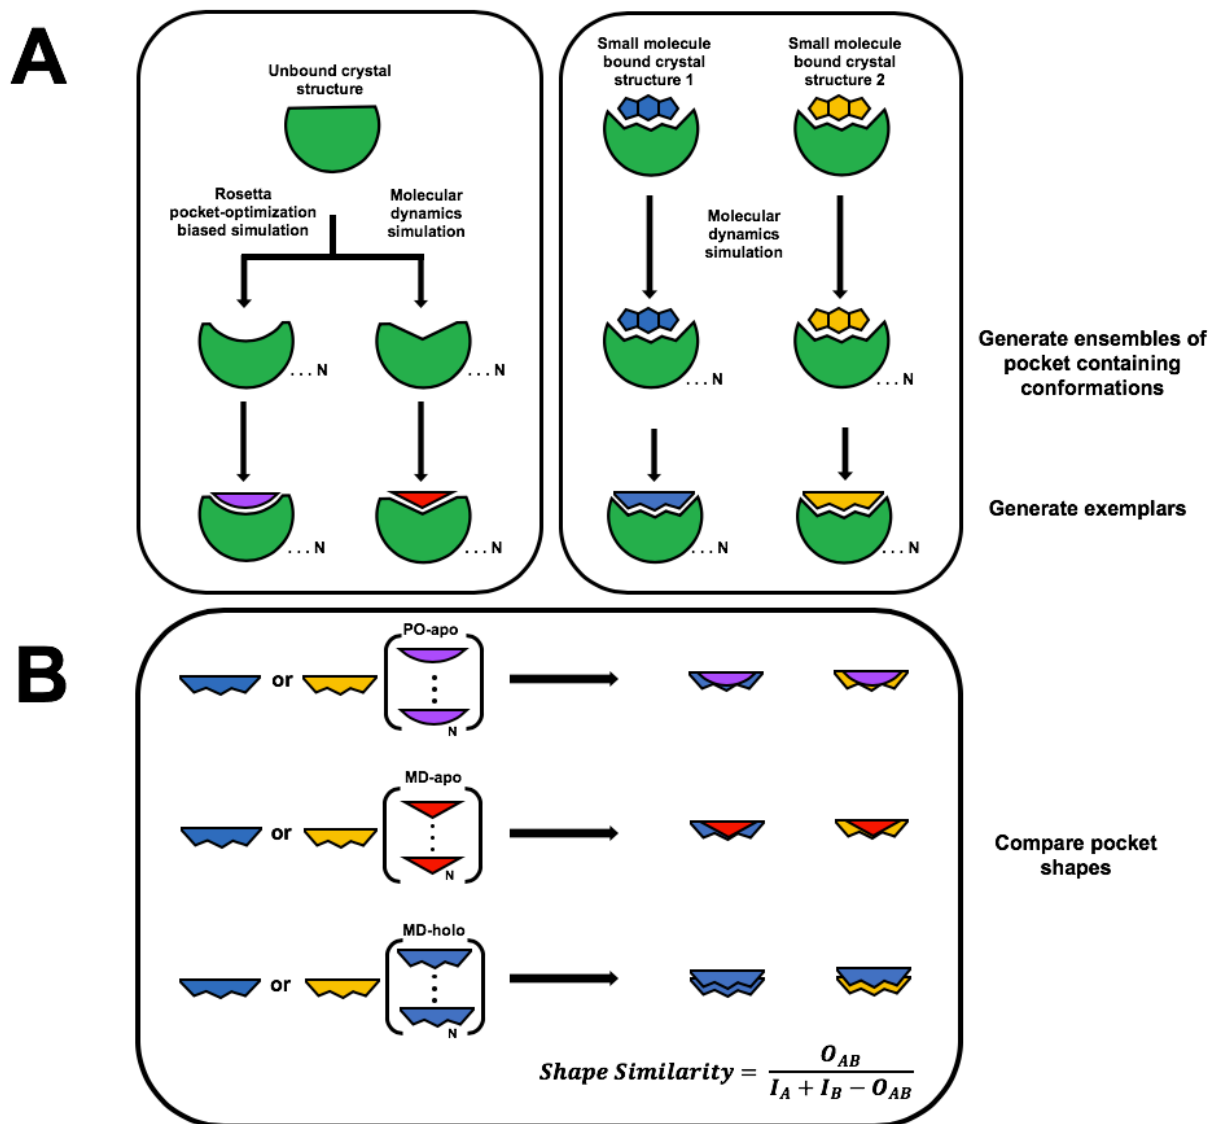 A
Unbound crystal
structure
Rosetta
pocket-optimization
biased simulation
Molecular
dynamics
simulation
. . . N
. . . N
. . . N
. . . N
Small molecule
bound crystal
structure 1
Small molecule
bound crystal
structure 2
Molecular
dynamics
simulation
. . . N
. . . N
. . . N
. . . N
Generate ensembles of
pocket containing
conformations
Generate exemplars
B
PO-apo
or
N
MD-apo
or
N
MD-holo
or
N
Compare pocket
shapes
Shape Similarity = O_AB / (I_A + I_B − O_AB)